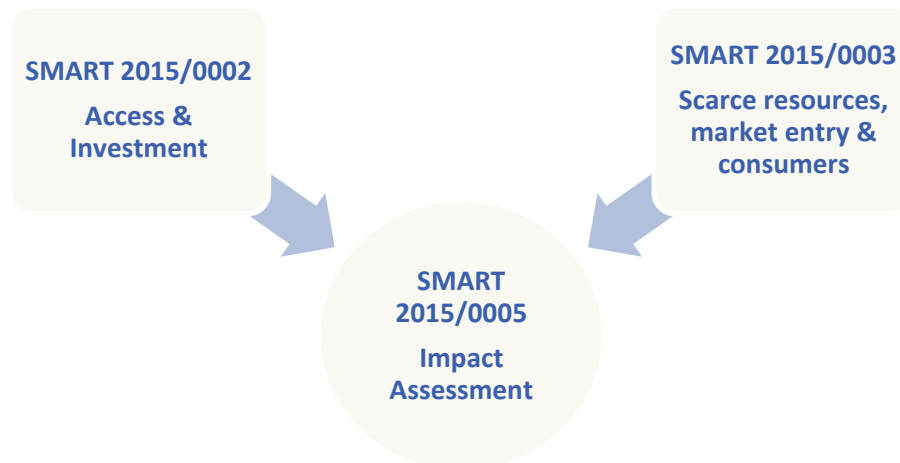 SMART 2015/0002
Access &
Investment
SMART 2015/0003
Scarce resources,
market entry &
consumers
SMART
2015/0005
Impact
Assessment